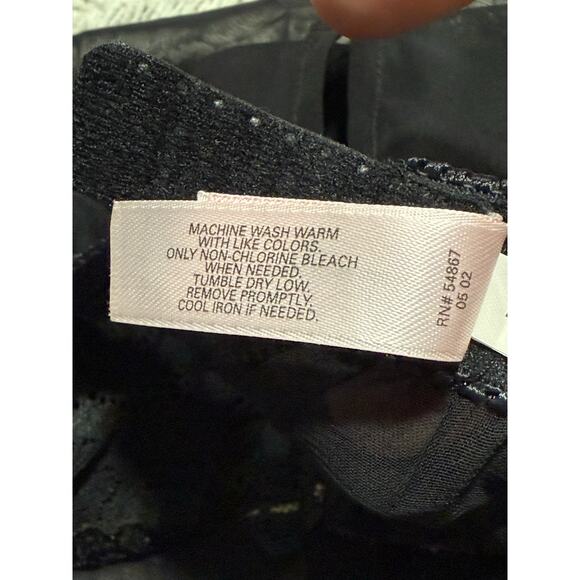 MACHINE WASH WARM
WITH LIKE COLORS.
ONLY NON-CHLORINE BLEACH
WHEN NEEDED.
TUMBLE DRY LOW.
REMOVE PROMPTLY.
COOL IRON IF NEEDED.
RN# 54867
05 02